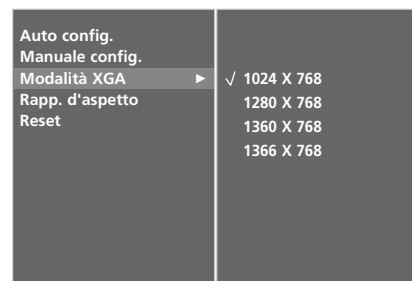 Auto config.
Manuale config.
Modalità XGA ►
Rapp. d'aspetto
Reset
√ 1024 X 768
1280 X 768
1360 X 768
1366 X 768